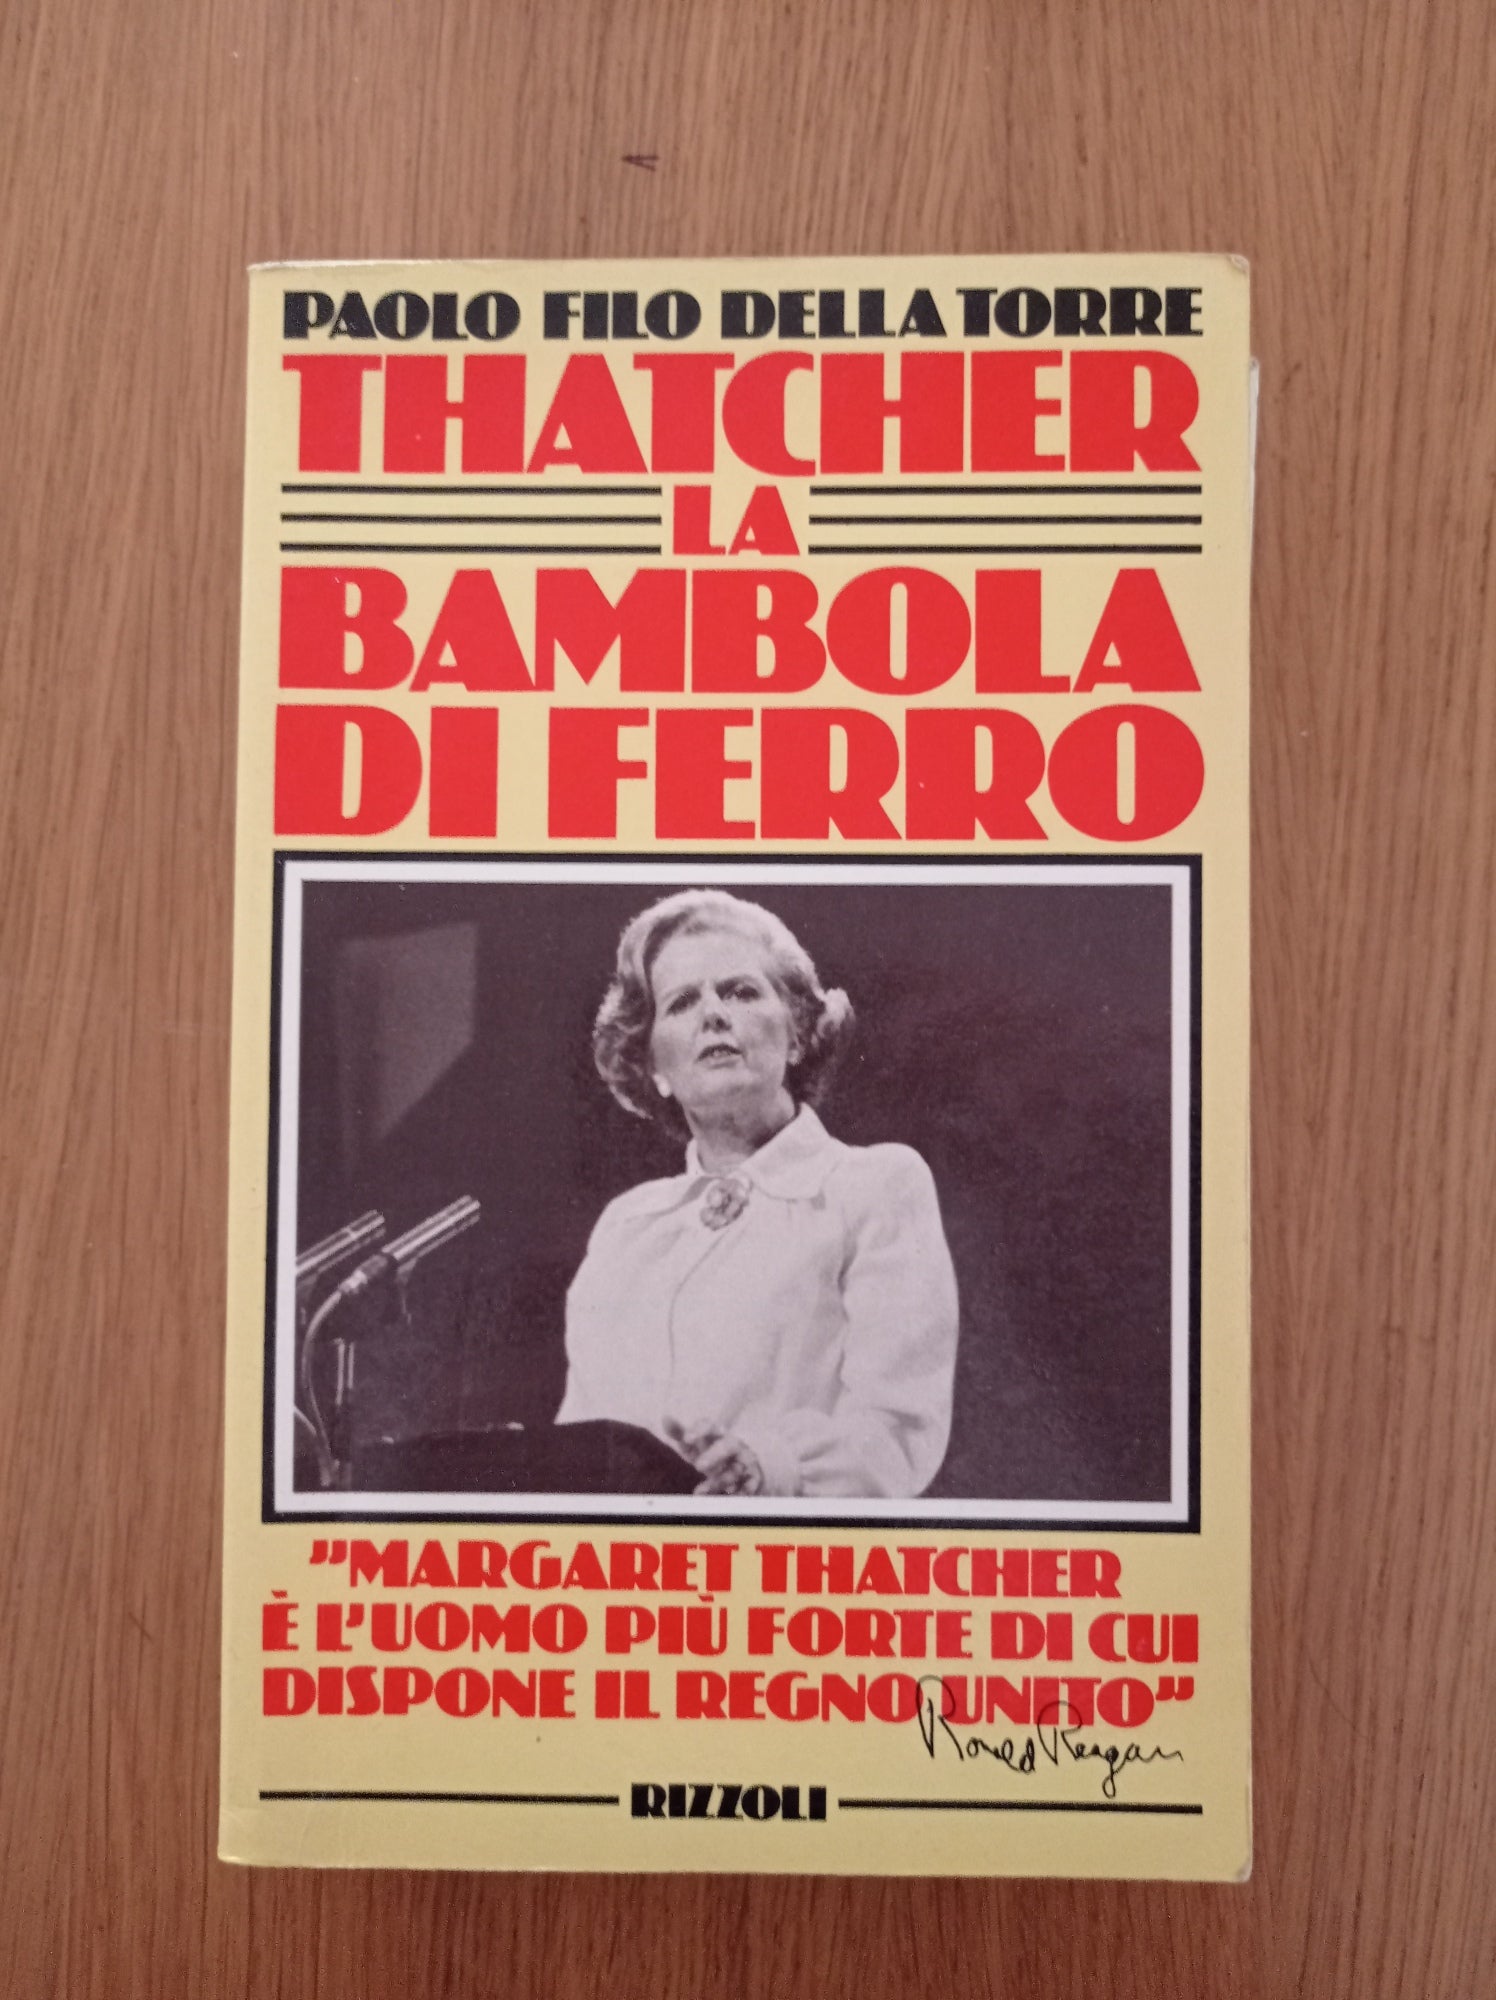 PAOLO FILO DELLA TORRE
THATCHER
LA
BAMBOLA
DI FERRO
"MARGARET THATCHER
È L'UOMO PIÙ FORTE DI CUI
DISPONE IL REGNO UNITO"
Ronald Reagan
RIZZOLI